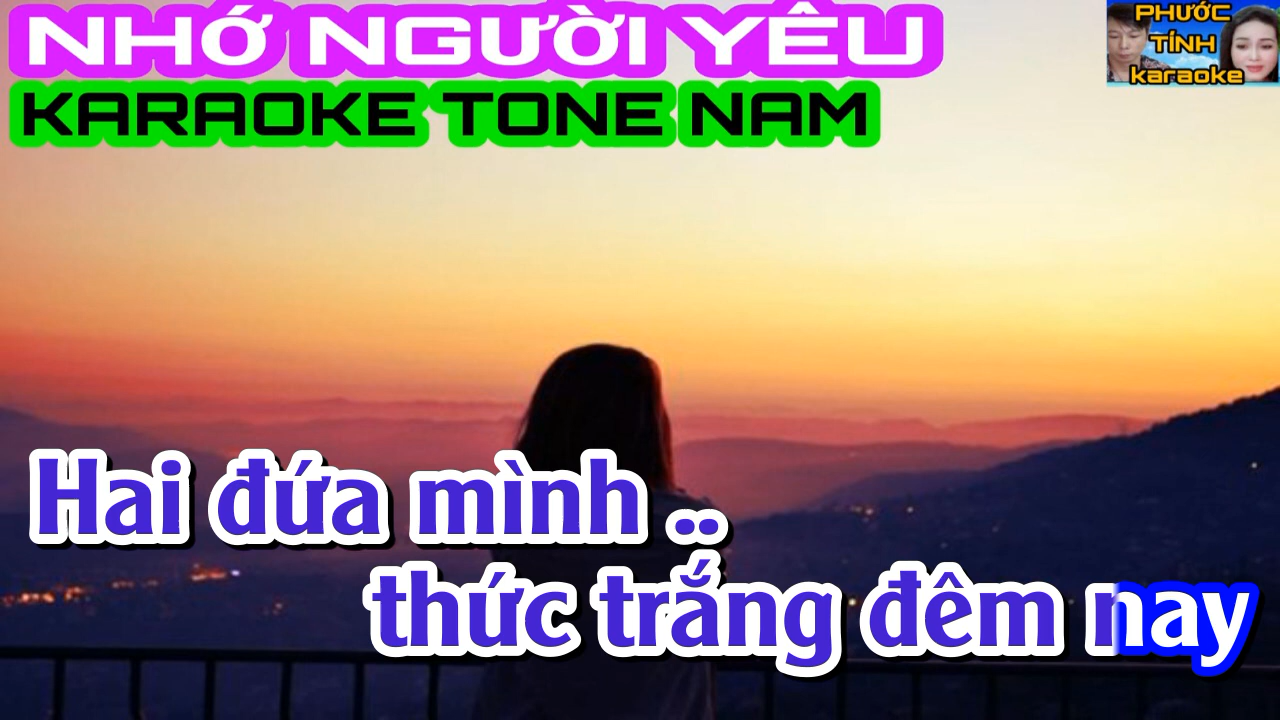 NHỚ NGƯỜI YÊU
KARAOKE TONE NAM
PHƯỚC
TÍNH
karaoke
Hai đứa mình ..
thức trắng đêm nay